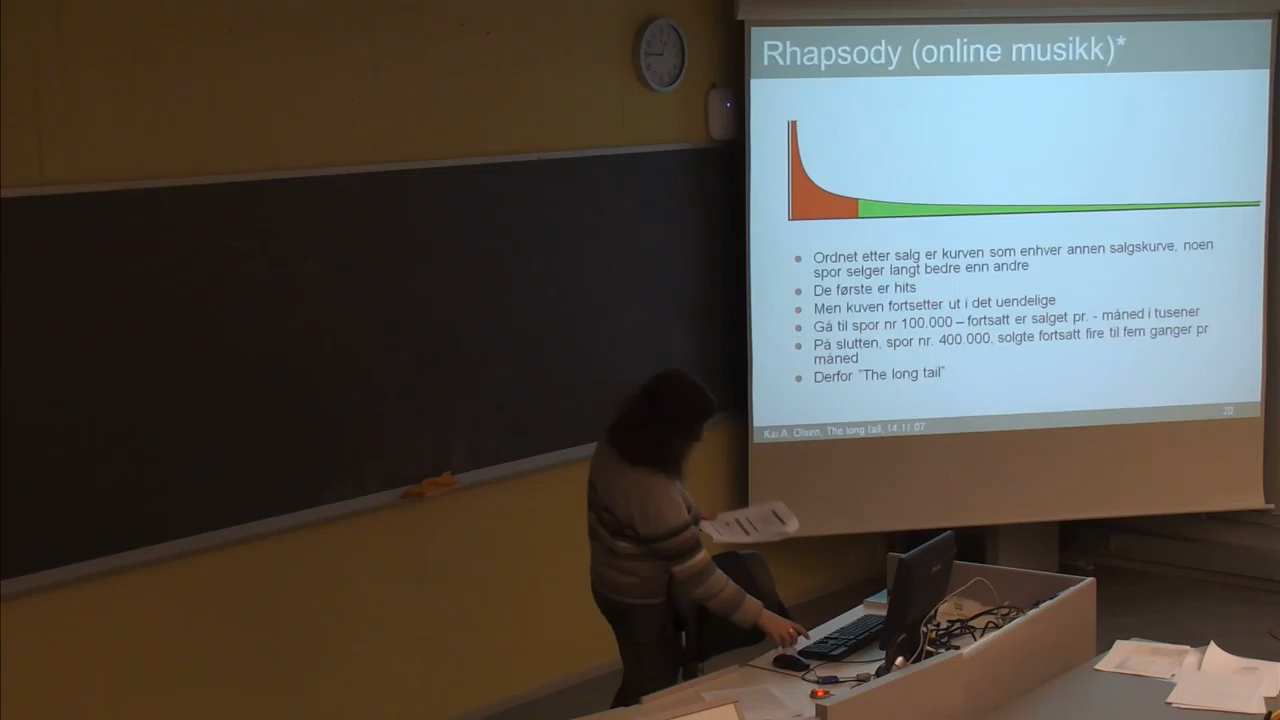 Rhapsody (online musikk)*
Ordnet etter salg er kurven som enhver annen salgskurve, noen
spor selger langt bedre enn andre
De første er hits
Men kuven fortsetter ut i det uendelige
Gå til spor nr 100.000 – fortsatt er salget pr. - måned i tusener
På slutten, spor nr. 400.000, solgte fortsatt fire til fem ganger pr
måned
Derfor "The long tail"
20
Kai A. Olsen, The long tail, 14.11.07